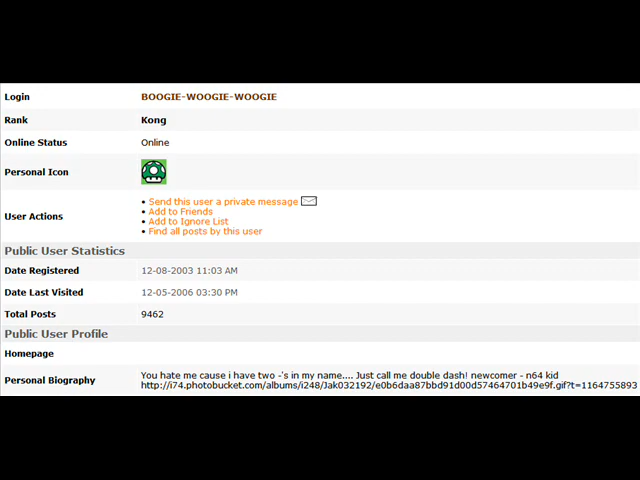 Login BOOGIE-WOOGIE-WOOGIE
Rank Kong
Online Status Online
Personal Icon
User Actions
• Send this user a private message
• Add to Friends
• Add to Ignore List
• Find all posts by this user
Public User Statistics
Date Registered 12-08-2003 11:03 AM
Date Last Visited 12-05-2006 03:30 PM
Total Posts 9462
Public User Profile
Homepage
Personal Biography
You hate me cause i have two -'s in my name.... Just call me double dash! newcomer - n64 kid
http://i74.photobucket.com/albums/i248/Jak032192/e0b6daa87bbd91d00d57464701b49e9f.gif?t=1164755893